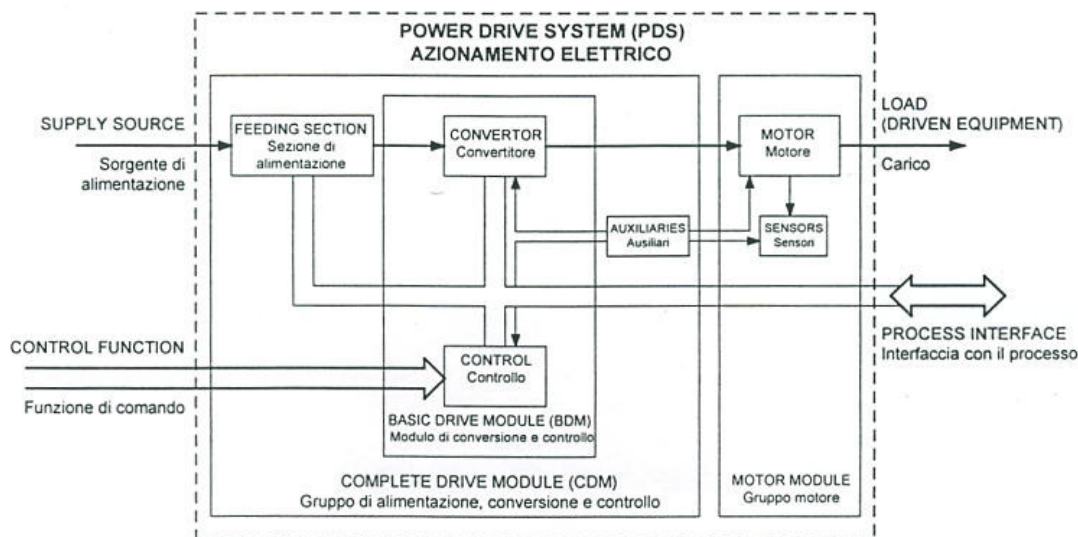 POWER DRIVE SYSTEM (PDS)
AZIONAMENTO ELETTRICO
SUPPLY SOURCE
Sorgente di
alimentazione
FEEDING SECTION
Sezione di
alimentazione
CONVERTOR
Convertitore
MOTOR
Motore
LOAD
(DRIVEN EQUIPMENT)
Carico
AUXILIARIES
Ausiliari
SENSORS
Sensori
PROCESS INTERFACE
Interfaccia con il processo
CONTROL FUNCTION
Funzione di comando
CONTROL
Controllo
BASIC DRIVE MODULE (BDM)
Modulo di conversione e controllo
COMPLETE DRIVE MODULE (CDM)
Gruppo di alimentazione, conversione e controllo
MOTOR MODULE
Gruppo motore